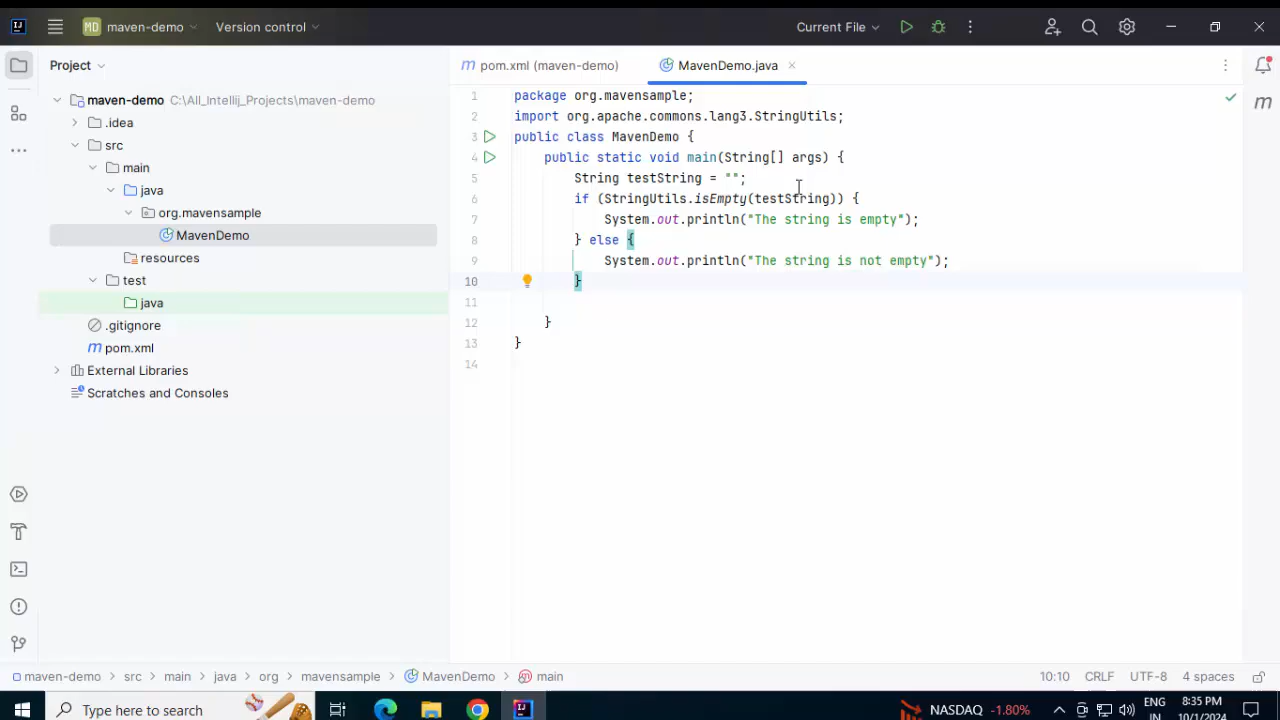 MD maven-demo Version control Current File
Project
pom.xml (maven-demo) MavenDemo.java
maven-demo C:\All_Intellij_Projects\maven-demo
.idea
src
main
java
org.mavensample
MavenDemo
resources
test
java
.gitignore
pom.xml
External Libraries
Scratches and Consoles
1 package org.mavensample;
2 import org.apache.commons.lang3.StringUtils;
3 public class MavenDemo {
4 public static void main(String[] args) {
5 String testString = "";
6 if (StringUtils.isEmpty(testString)) {
7 System.out.println("The string is empty");
8 } else {
9 System.out.println("The string is not empty");
10 }
11
12 }
13 }
14
maven-demo src main java org mavensample MavenDemo main 10:10 CRLF UTF-8 4 spaces
Type here to search NASDAQ -1.80% ENG 8:35 PM
IN 10/1/2024